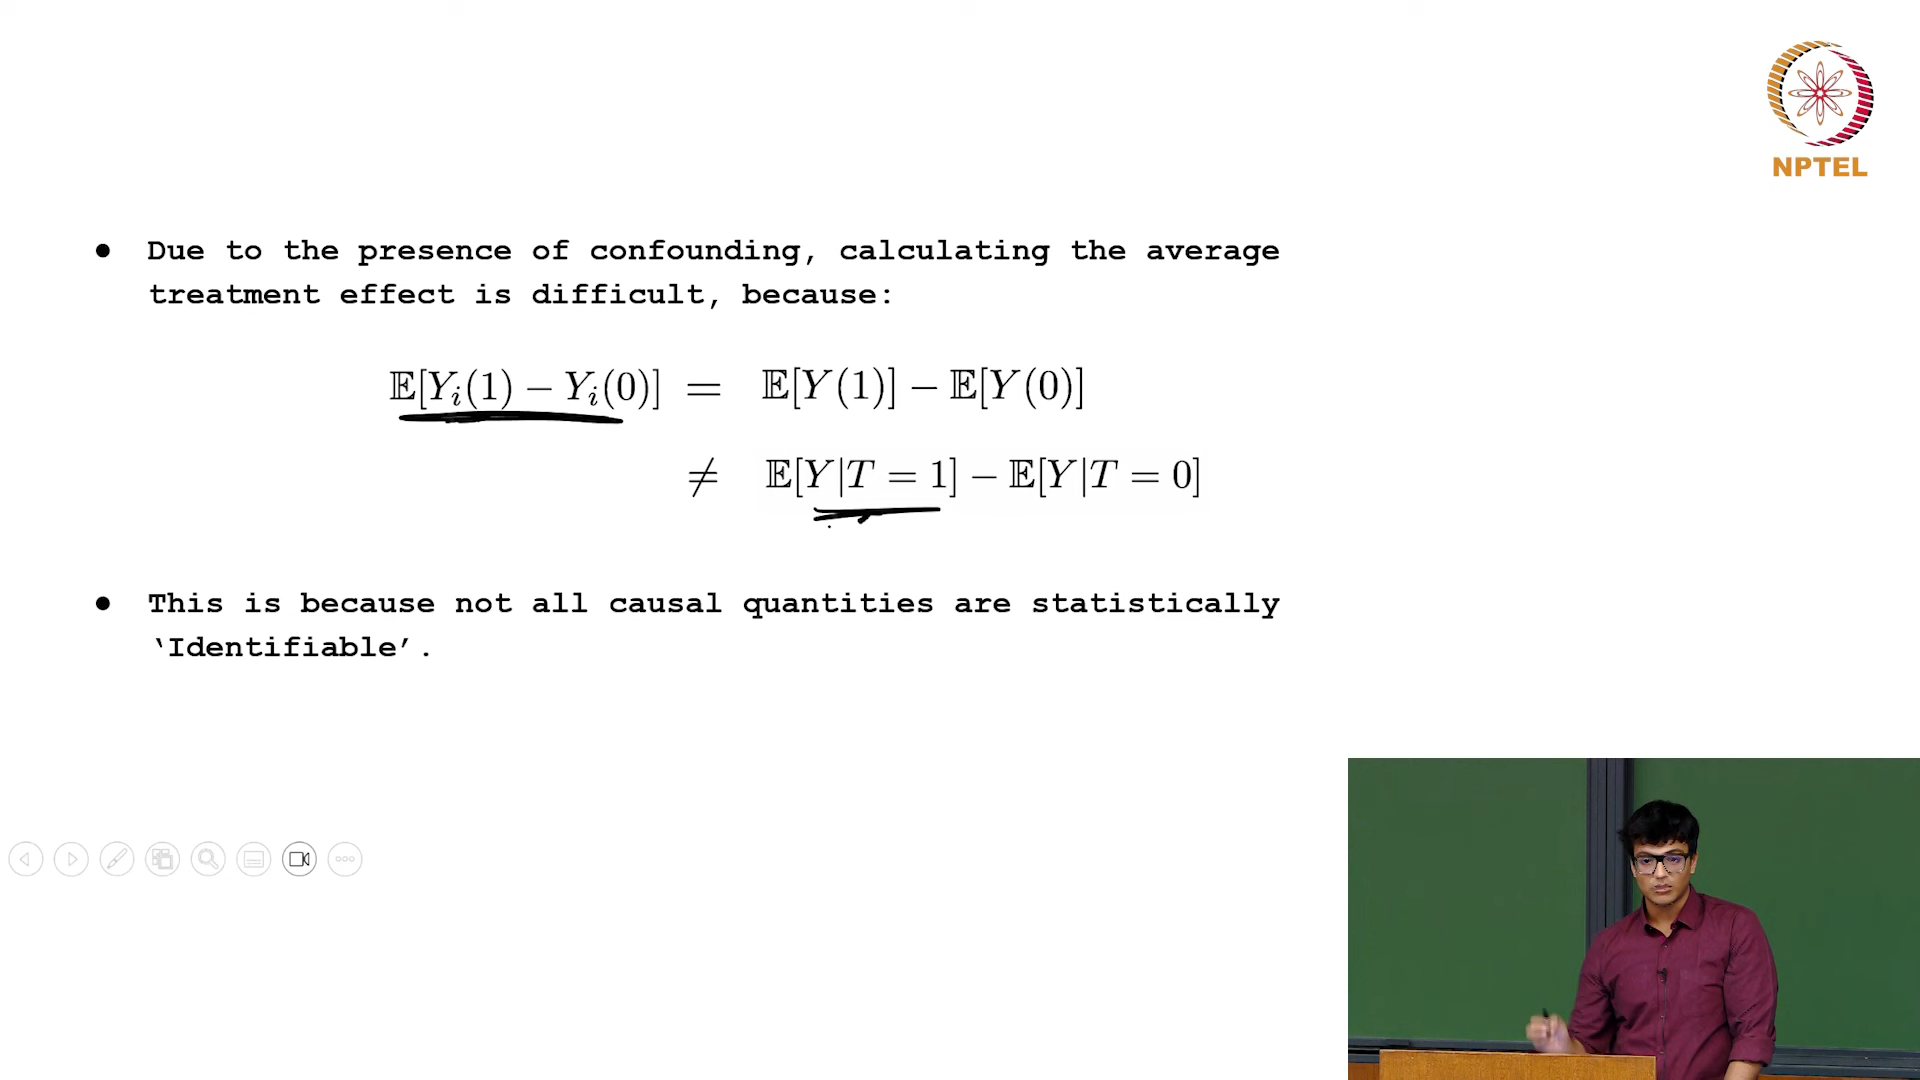 NPTEL
● Due to the presence of confounding, calculating the average
treatment effect is difficult, because:
𝔼[Yᵢ(1) − Yᵢ(0)] = 𝔼[Y(1)] − 𝔼[Y(0)]
≠ 𝔼[Y|T = 1] − 𝔼[Y|T = 0]
● This is because not all causal quantities are statistically
‘Identifiable’.